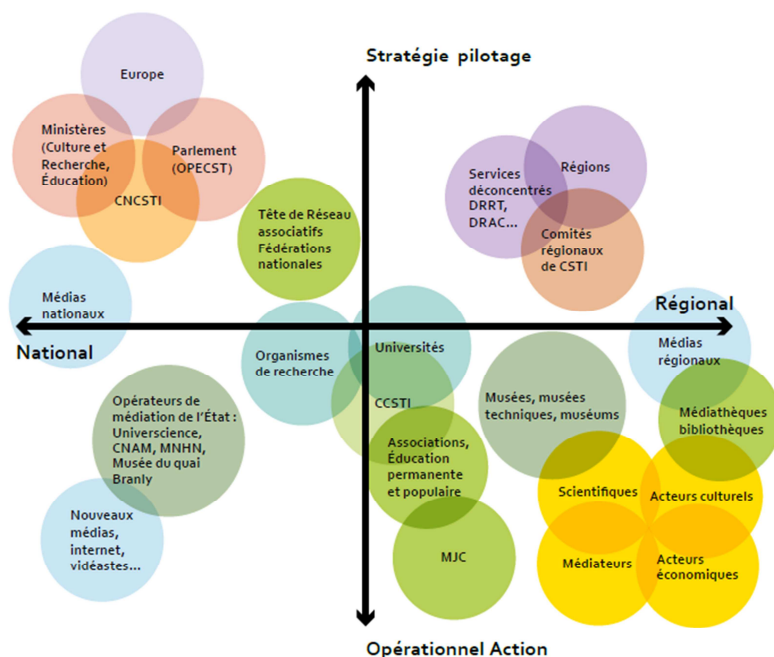 Stratégie pilotage
Europe
Ministères
(Culture et
Recherche,
Éducation)
Parlement
(OPECST)
CNCSTI
Tête de Réseau
associatifs
Fédérations
nationales
Services
déconcentrés
DRRT,
DRAC...
Régions
Comités
régionaux
de CSTI
Médias
nationaux
National
Régional
Organismes
de recherche
Universités
Médias
régionaux
CCSTI
Musées, musées
techniques, muséums
Médiathèques
bibliothèques
Opérateurs de
médiation de l'État :
Universcience,
CNAM, MNHN,
Musée du quai
Branly
Associations,
Éducation
permanente
et populaire
Scientifiques
Acteurs culturels
Nouveaux
médias,
internet,
vidéastes...
MJC
Médiateurs
Acteurs
économiques
Opérationnel Action